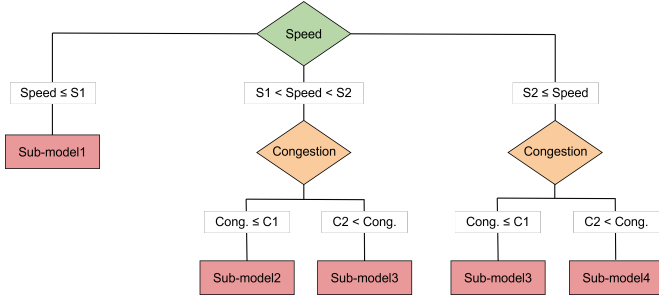 Speed
Speed ≤ S1
S1 < Speed < S2
S2 ≤ Speed
Sub-model1
Congestion
Congestion
Cong. ≤ C1
C2 < Cong.
Cong. ≤ C1
C2 < Cong.
Sub-model2
Sub-model3
Sub-model3
Sub-model4